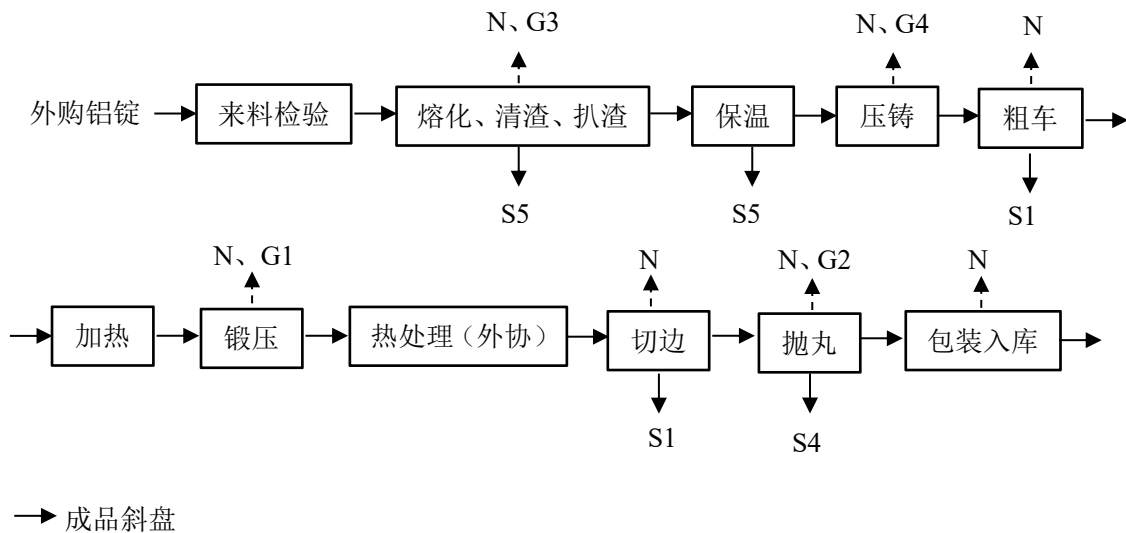 N、G3 N、G4 N
外购铝锭 来料检验 熔化、清渣、扒渣 保温 压铸 粗车
S5 S5 S1
N、G1 N N、G2 N
加热 锻压 热处理（外协） 切边 抛丸 包装入库
S1 S4
成品斜盘